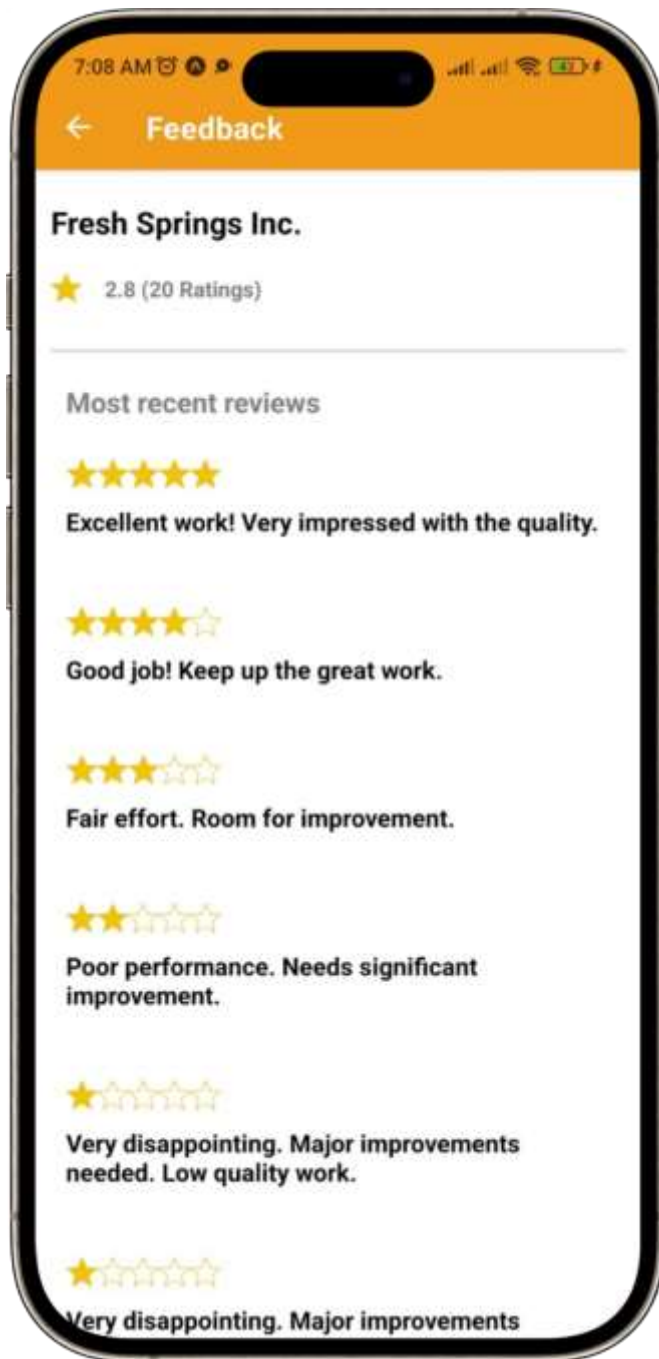 7:08 AM
Feedback
Fresh Springs Inc.
2.8 (20 Ratings)
Most recent reviews
Excellent work! Very impressed with the quality.
Good job! Keep up the great work.
Fair effort. Room for improvement.
Poor performance. Needs significant
improvement.
Very disappointing. Major improvements
needed. Low quality work.
Very disappointing. Major improvements